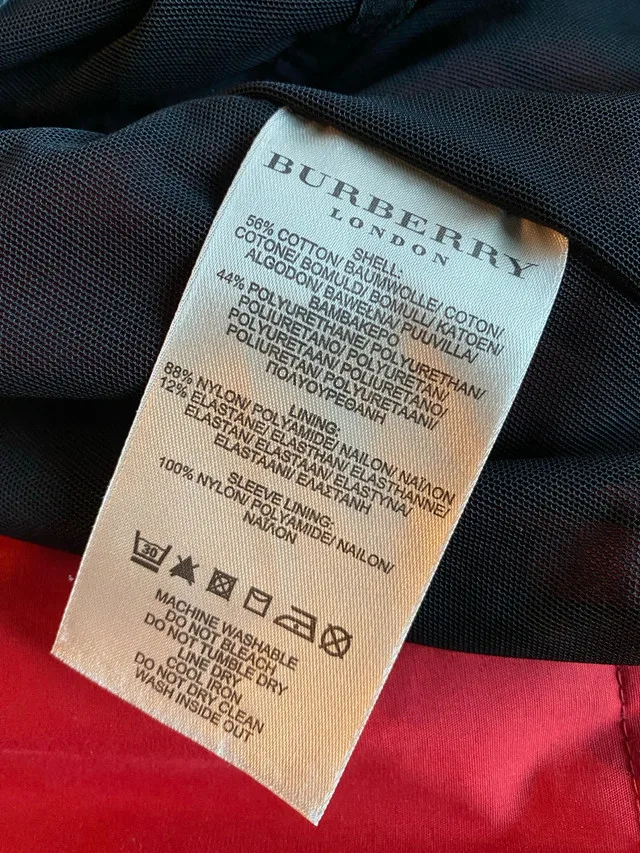 BURBERRY
LONDON
SHELL:
56% COTTON/ BAUMWOLLE/ COTON/
COTONE/ BOMULD/ BOMULL/ KATOEN/
ALGODON/ BAWEŁNA/ PUUVILLA/
ΒΑΜΒΑΚΕΡΟ
44% POLYURETHANE/ POLYURETHAN/
POLIURETANO/ POLYURETAN/
POLYURETAAN/ POLIURETANO/
POLIURETAN/ POLYURETAANI/
ΠΟΛΥΟΥΡΕΘΑΝΗ
LINING:
88% NYLON/ POLYAMIDE/ NAILON/ ΝΑΪΛΟΝ
12% ELASTANE/ ELASTHAN/ ELASTHANNE/
ELASTAN/ ELASTAAN/ ELASTYNA/
ELASTAANI/ ΕΛΑΣΤΑΝΗ
SLEEVE LINING:
100% NYLON/ POLYAMIDE/ NAILON/
ΝΑΪΛΟΝ
30
MACHINE WASHABLE
DO NOT BLEACH
DO NOT TUMBLE DRY
LINE DRY
COOL IRON
DO NOT DRY CLEAN
WASH INSIDE OUT